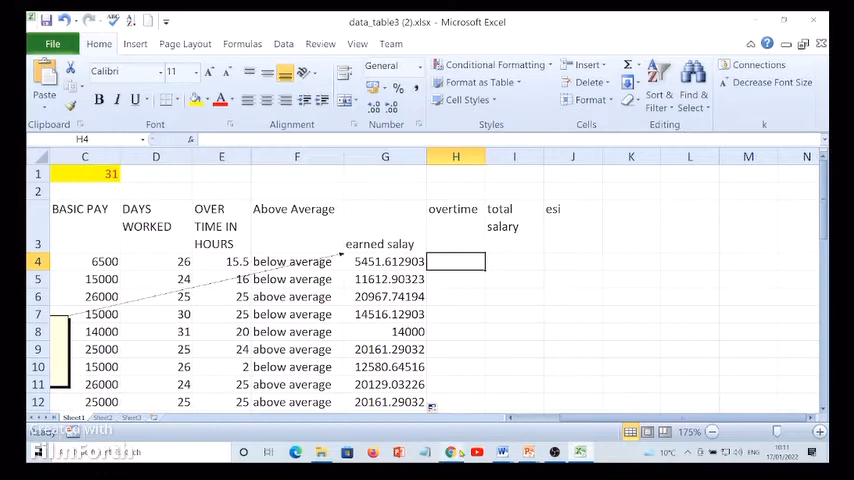 data_table3 (2).xlsx - Microsoft Excel
File Home Insert Page Layout Formulas Data Review View Team
Calibri 11 General Conditional Formatting Insert Σ Connections
Format as Table Delete Decrease Font Size
Paste B I U A % , Cell Styles Format Sort & Filter Find & Select
Clipboard Font Alignment Number Styles Cells Editing k
H4 fx
C D E F G H I J K L M N
1 31
2
3 BASIC PAY DAYS WORKED OVER TIME IN HOURS Above Average earned salay overtime total salary esi
4 6500 26 15.5 below average 5451.612903
5 15000 24 16 below average 11612.90323
6 26000 25 25 above average 20967.74194
7 15000 30 25 below average 14516.12903
8 14000 31 20 below average 14000
9 25000 25 24 above average 20161.29032
10 15000 26 2 below average 12580.64516
11 26000 24 25 above average 20129.03226
12 25000 25 25 above average 20161.29032
Sheet1 Sheet2 Sheet3
Ready 175%
Created with
10°C 10:11
17/01/2022